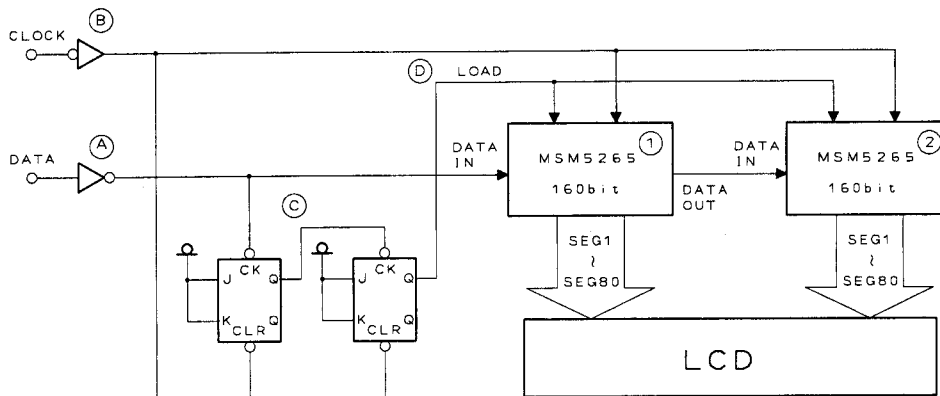 B
CLOCK
D
LOAD
A
DATA
DATA
IN
1
MSM5265
160bit
DATA
OUT
DATA
IN
2
MSM5265
160bit
C
CK
J
Q
K
Q
CLR
CK
J
Q
K
Q
CLR
SEG1
~
SEG80
SEG1
~
SEG80
LCD